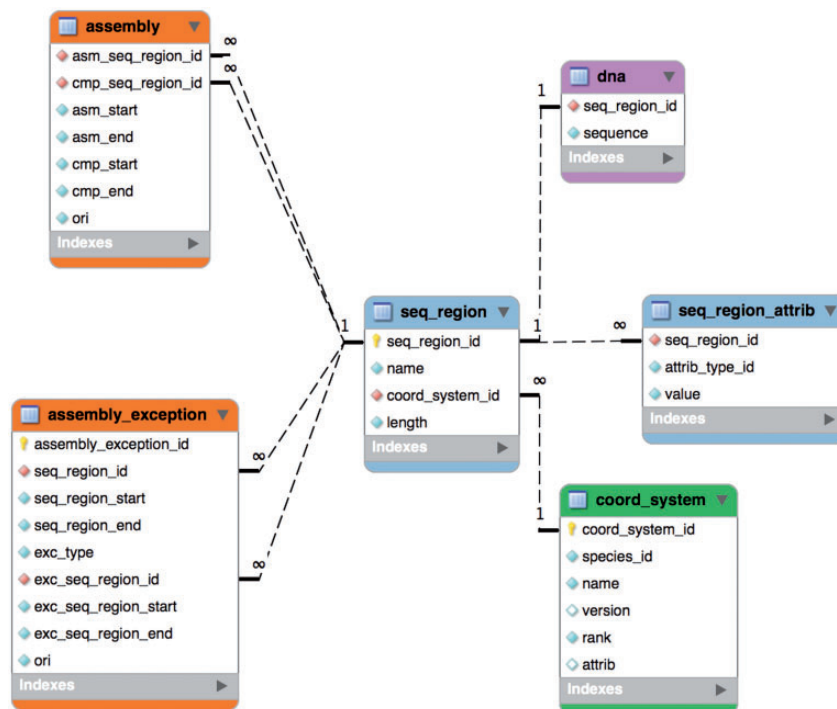 assembly
asm_seq_region_id
cmp_seq_region_id
asm_start
asm_end
cmp_start
cmp_end
ori
Indexes
∞
∞
dna
seq_region_id
sequence
Indexes
1
seq_region
seq_region_id
name
coord_system_id
length
Indexes
1
1
∞
seq_region_attrib
seq_region_id
attrib_type_id
value
Indexes
∞
assembly_exception
assembly_exception_id
seq_region_id
seq_region_start
seq_region_end
exc_type
exc_seq_region_id
exc_seq_region_start
exc_seq_region_end
ori
Indexes
∞
∞
coord_system
coord_system_id
species_id
name
version
rank
attrib
Indexes
1